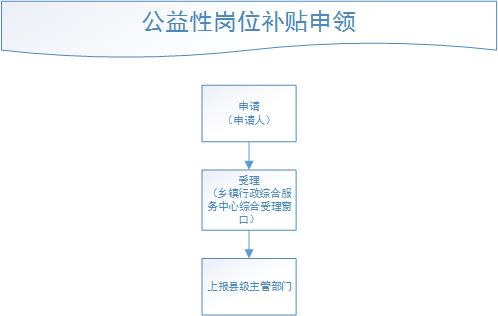 公益性岗位补贴申领
申请
（申请人）
受理
（乡镇行政综合服
务中心综合受理窗
口）
上报县级主管部门